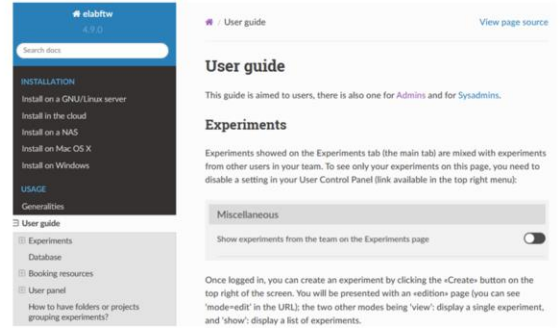 elabftw
4.9.0
Search docs
INSTALLATION
Install on a GNU/Linux server
Install in the cloud
Install on a NAS
Install on Mac OS X
Install on Windows
USAGE
Generalities
User guide
Experiments
Database
Booking resources
User panel
How to have folders or projects
grouping experiments?
/ User guide
View page source
User guide
This guide is aimed to users, there is also one for Admins and for Sysadmins.
Experiments
Experiments showed on the Experiments tab (the main tab) are mixed with experiments
from other users in your team. To see only your experiments on this page, you need to
disable a setting in your User Control Panel (link available in the top right menu):
Miscellaneous
Show experiments from the team on the Experiments page
Once logged in, you can create an experiment by clicking the «Create» button on the
top right of the screen. You will be presented with an «edition» page (you can see
'mode=edit' in the URL); the two other modes being 'view': display a single experiment,
and 'show': display a list of experiments.